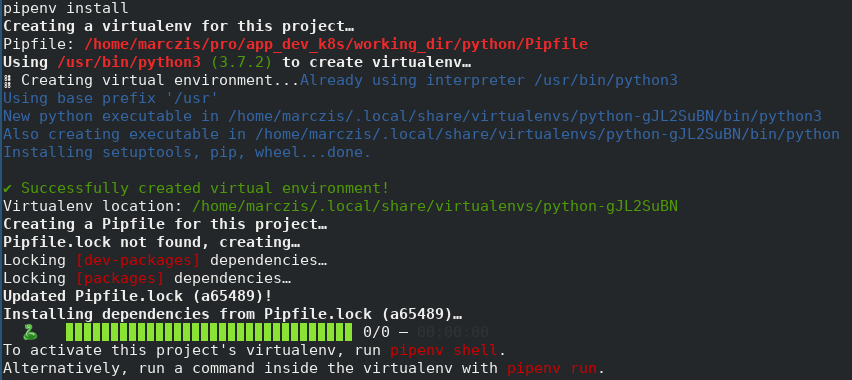 pipenv install
Creating a virtualenv for this project…
Pipfile: /home/marczis/pro/app_dev_k8s/working_dir/python/Pipfile
Using /usr/bin/python3 (3.7.2) to create virtualenv…
⣾ Creating virtual environment...Already using interpreter /usr/bin/python3
Using base prefix '/usr'
New python executable in /home/marczis/.local/share/virtualenvs/python-gJL2SuBN/bin/python3
Also creating executable in /home/marczis/.local/share/virtualenvs/python-gJL2SuBN/bin/python
Installing setuptools, pip, wheel...done.
✔ Successfully created virtual environment!
Virtualenv location: /home/marczis/.local/share/virtualenvs/python-gJL2SuBN
Creating a Pipfile for this project…
Pipfile.lock not found, creating…
Locking [dev-packages] dependencies…
Locking [packages] dependencies…
Updated Pipfile.lock (a65489)!
Installing dependencies from Pipfile.lock (a65489)…
🐍 ▉▉▉▉▉▉▉▉▉▉▉▉▉▉▉▉▉▉▉▉▉▉▉▉▉▉▉▉▉▉▉▉ 0/0 — 00:00:00
To activate this project's virtualenv, run pipenv shell.
Alternatively, run a command inside the virtualenv with pipenv run.